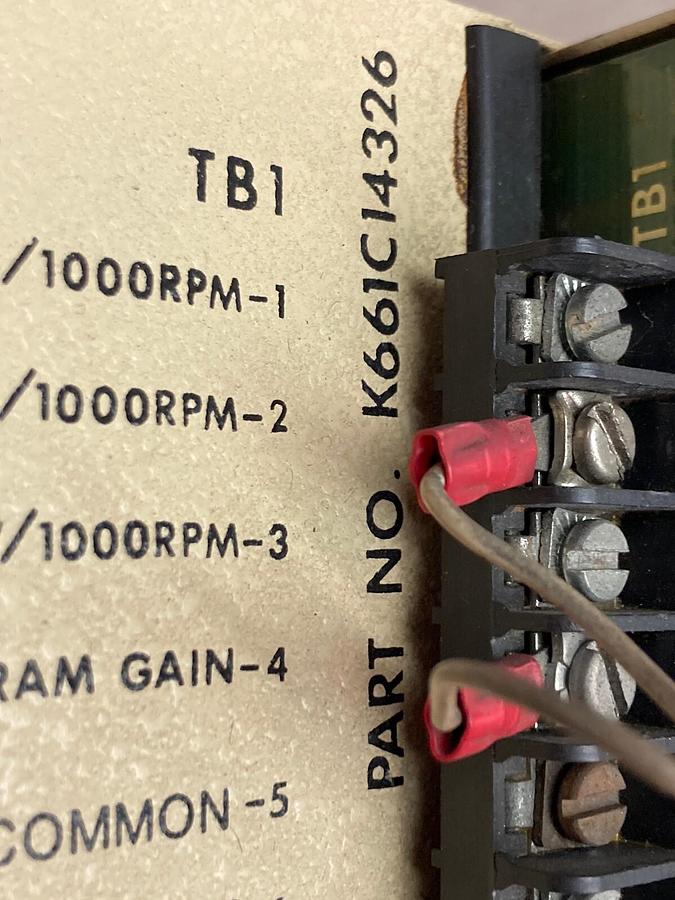 TB1
/1000RPM-1
/1000RPM-2
/1000RPM-3
RAM GAIN-4
COMMON-5
PART NO. K661C14326
TB1